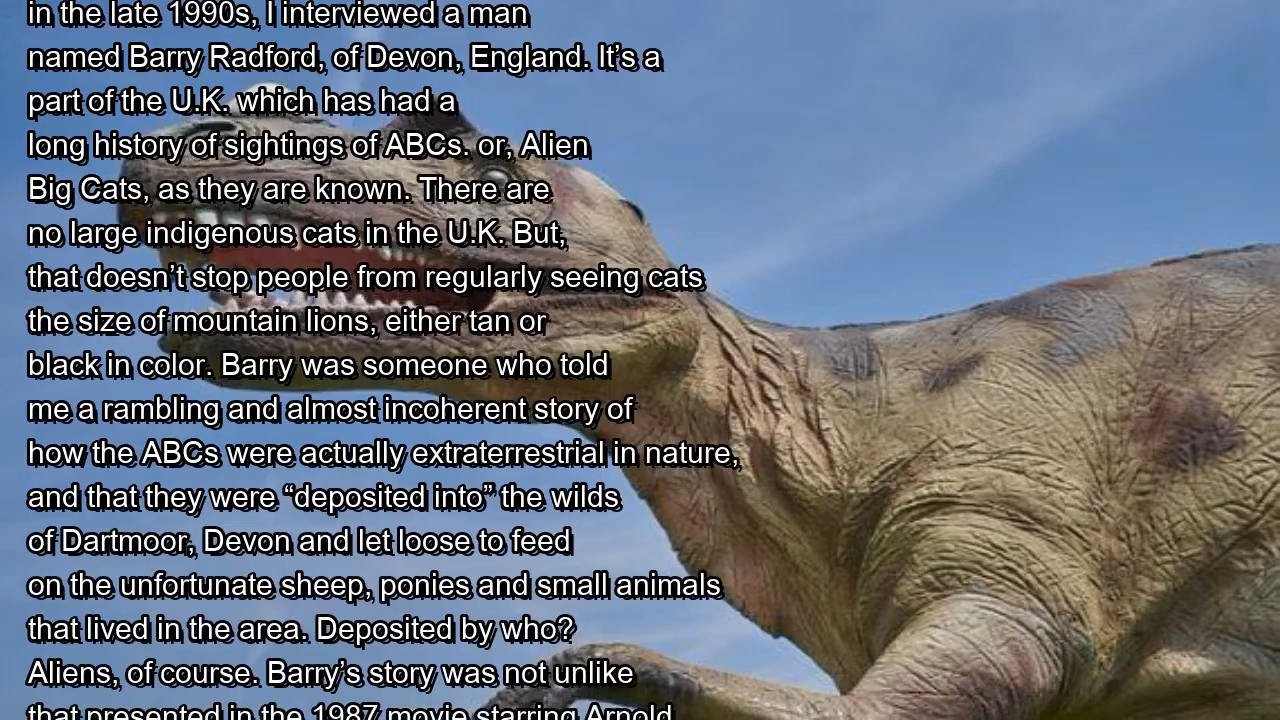 in the late 1990s, I interviewed a man
named Barry Radford, of Devon, England. It’s a
part of the U.K. which has had a
long history of sightings of ABCs. or, Alien
Big Cats, as they are known. There are
no large indigenous cats in the U.K. But,
that doesn’t stop people from regularly seeing cats
the size of mountain lions, either tan or
black in color. Barry was someone who told
me a rambling and almost incoherent story of
how the ABCs were actually extraterrestrial in nature,
and that they were “deposited into” the wilds
of Dartmoor, Devon and let loose to feed
on the unfortunate sheep, ponies and small animals
that lived in the area. Deposited by who?
Aliens, of course. Barry’s story was not unlike
that presented in the 1987 movie starring Arnold